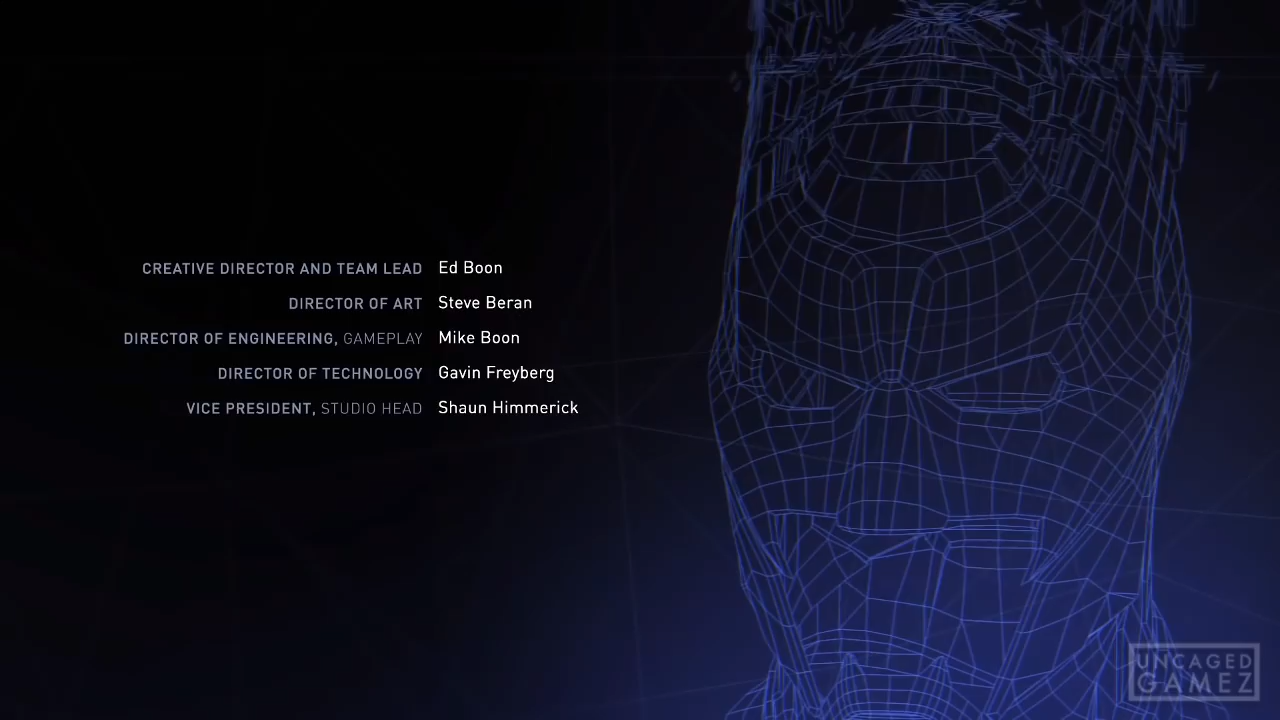 CREATIVE DIRECTOR AND TEAM LEAD Ed Boon
DIRECTOR OF ART Steve Beran
DIRECTOR OF ENGINEERING, GAMEPLAY Mike Boon
DIRECTOR OF TECHNOLOGY Gavin Freyberg
VICE PRESIDENT, STUDIO HEAD Shaun Himmerick
UNCAGED
GAMEZ